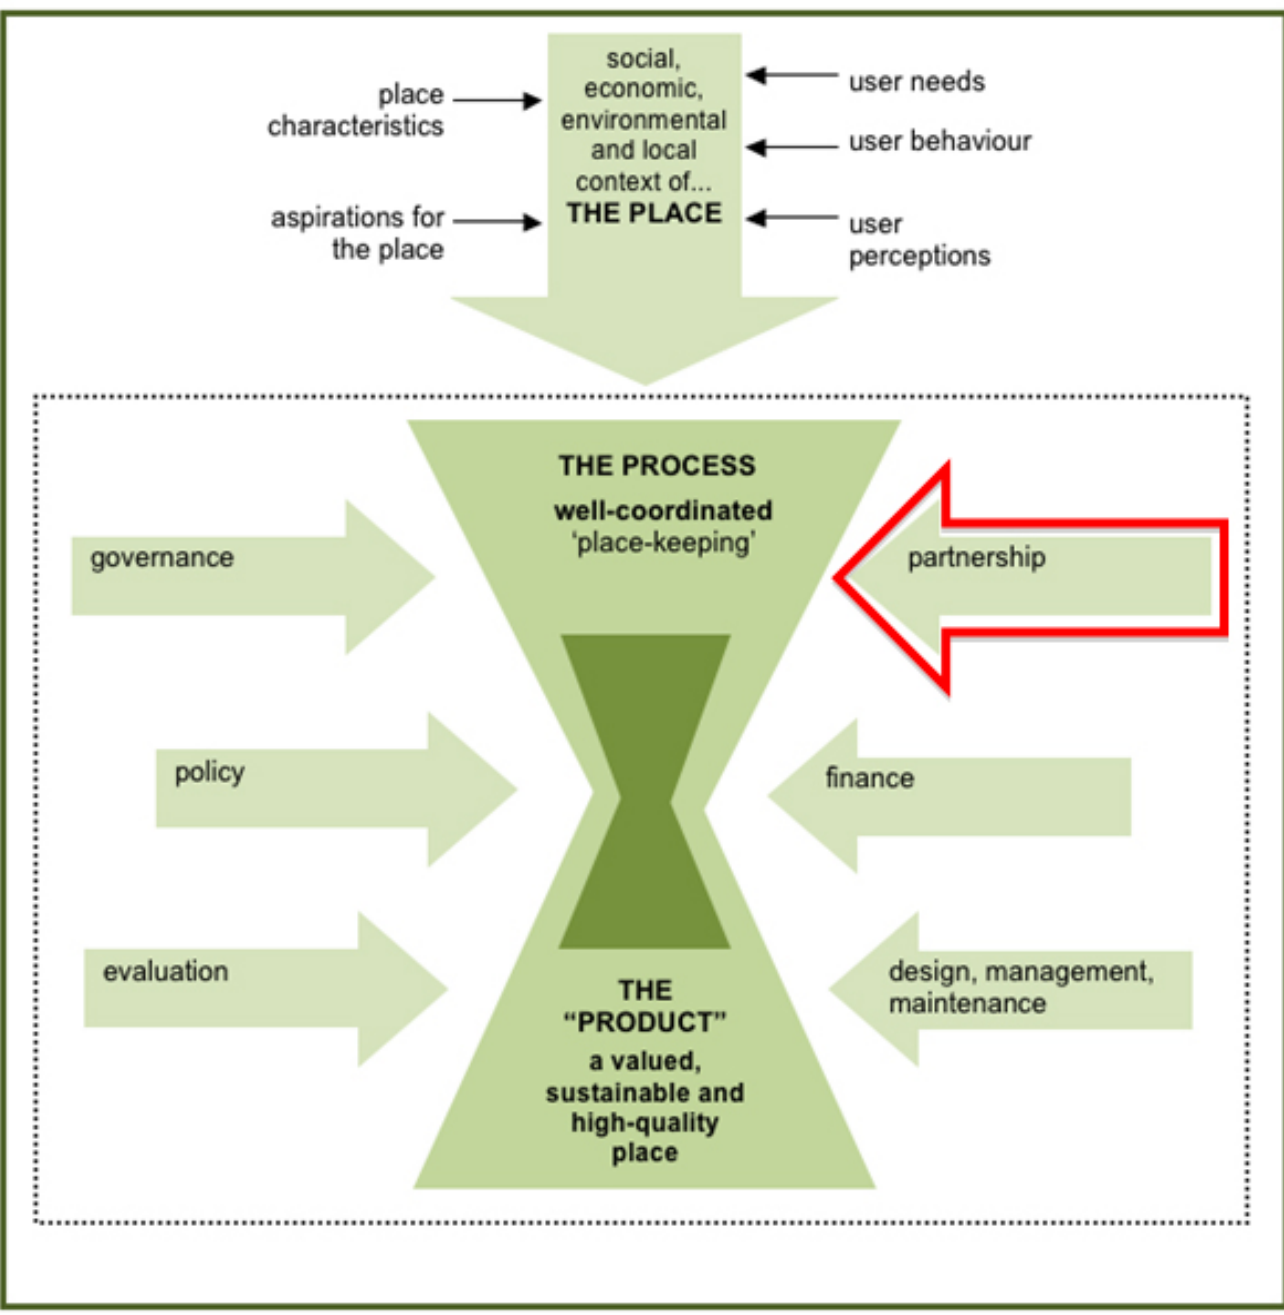 social,
economic,
environmental
and local
context of...
THE PLACE
place
characteristics
aspirations for
the place
user needs
user behaviour
user
perceptions
THE PROCESS
well-coordinated
‘place-keeping’
governance
partnership
policy
finance
evaluation
design, management,
maintenance
THE
“PRODUCT”
a valued,
sustainable and
high-quality
place